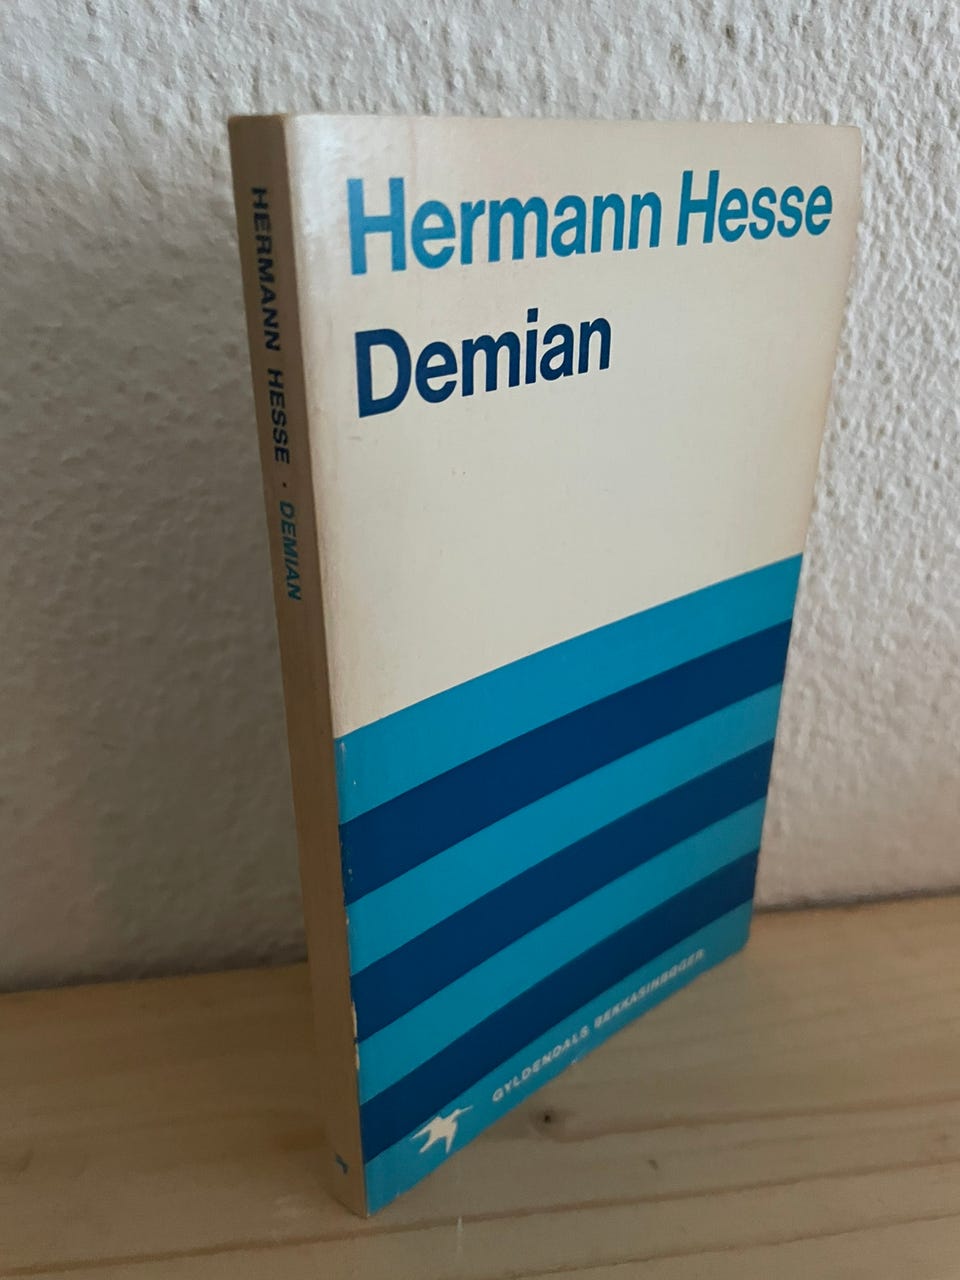 HERMANN HESSE · DEMIAN
Hermann Hesse
Demian
GYLDENDALS BEKKASINBØGER